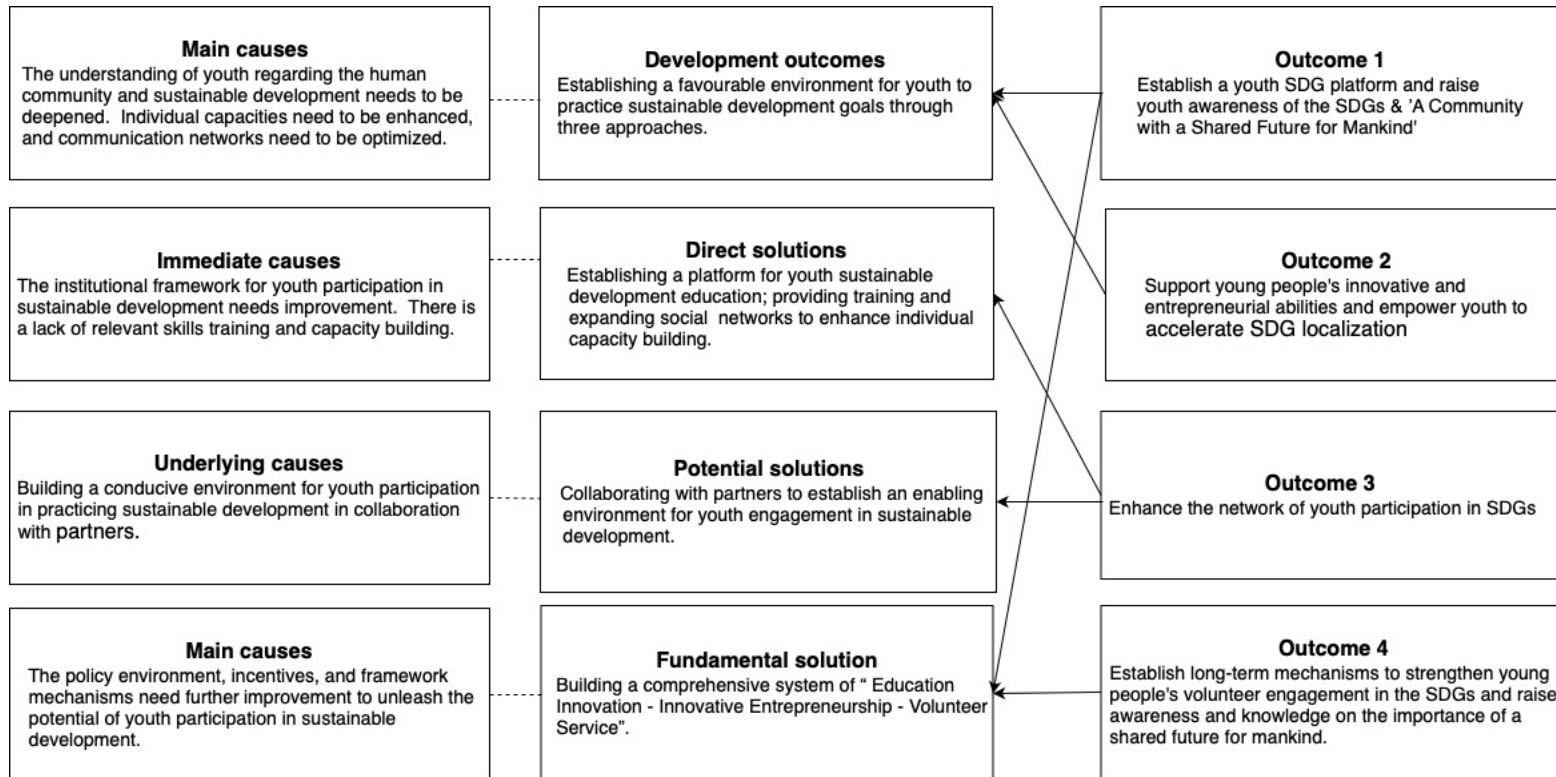 Main causes
The understanding of youth regarding the human
community and sustainable development needs to be
deepened.  Individual capacities need to be enhanced,
and communication networks need to be optimized.
Development outcomes
Establishing a favourable environment for youth to
practice sustainable development goals through
three approaches.
Outcome 1
Establish a youth SDG platform and raise
youth awareness of the SDGs & 'A Community
with a Shared Future for Mankind'
Immediate causes
The institutional framework for youth participation in
sustainable development needs improvement.  There is
a lack of relevant skills training and capacity building.
Direct solutions
Establishing a platform for youth sustainable
development education; providing training and
expanding social  networks to enhance individual
capacity building.
Outcome 2
Support young people's innovative and
entrepreneurial abilities and empower youth to
accelerate SDG localization
Underlying causes
Building a conducive environment for youth participation
in practicing sustainable development in collaboration
with partners.
Potential solutions
Collaborating with partners to establish an enabling
environment for youth engagement in sustainable
development.
Outcome 3
Enhance the network of youth participation in SDGs
Main causes
The policy environment, incentives, and framework
mechanisms need further improvement to unleash the
potential of youth participation in sustainable
development.
Fundamental solution
Building a comprehensive system of “ Education
Innovation - Innovative Entrepreneurship - Volunteer
Service”.
Outcome 4
Establish long-term mechanisms to strengthen young
people's volunteer engagement in the SDGs and raise
awareness and knowledge on the importance of a
shared future for mankind.